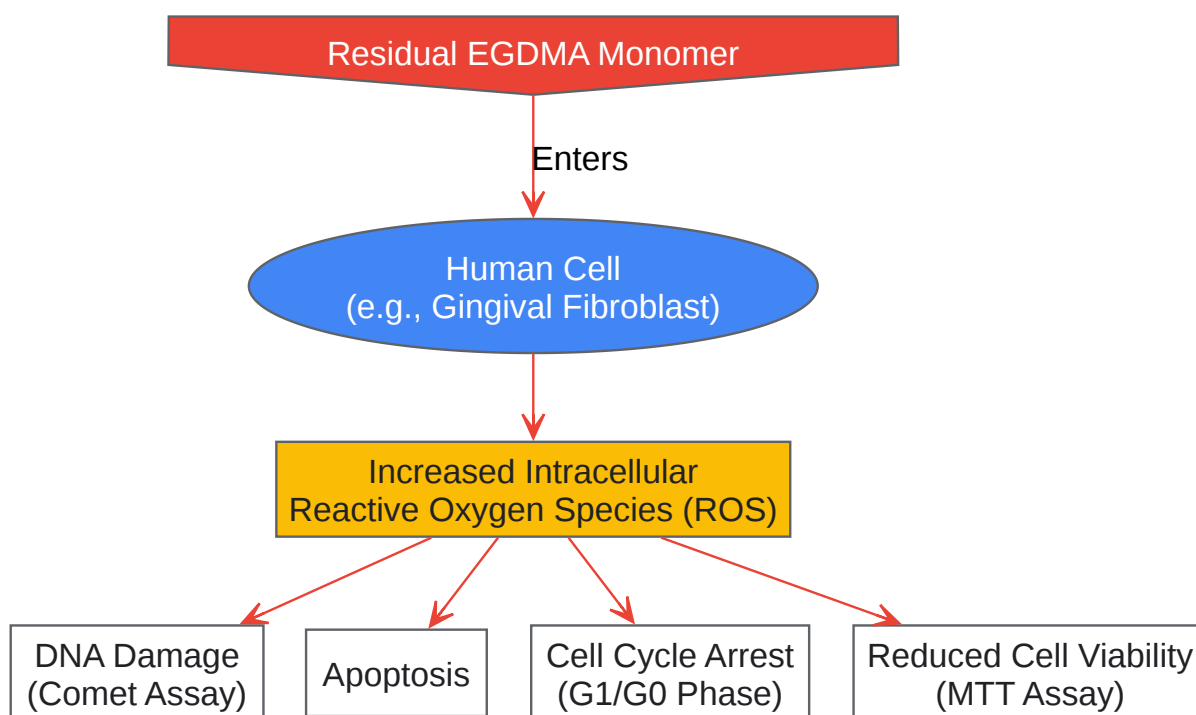 Residual EGDMA Monomer
Enters
Human Cell
(e.g., Gingival Fibroblast)
Increased Intracellular
Reactive Oxygen Species (ROS)
DNA Damage
(Comet Assay)
Apoptosis
Cell Cycle Arrest
(G1/G0 Phase)
Reduced Cell Viability
(MTT Assay)